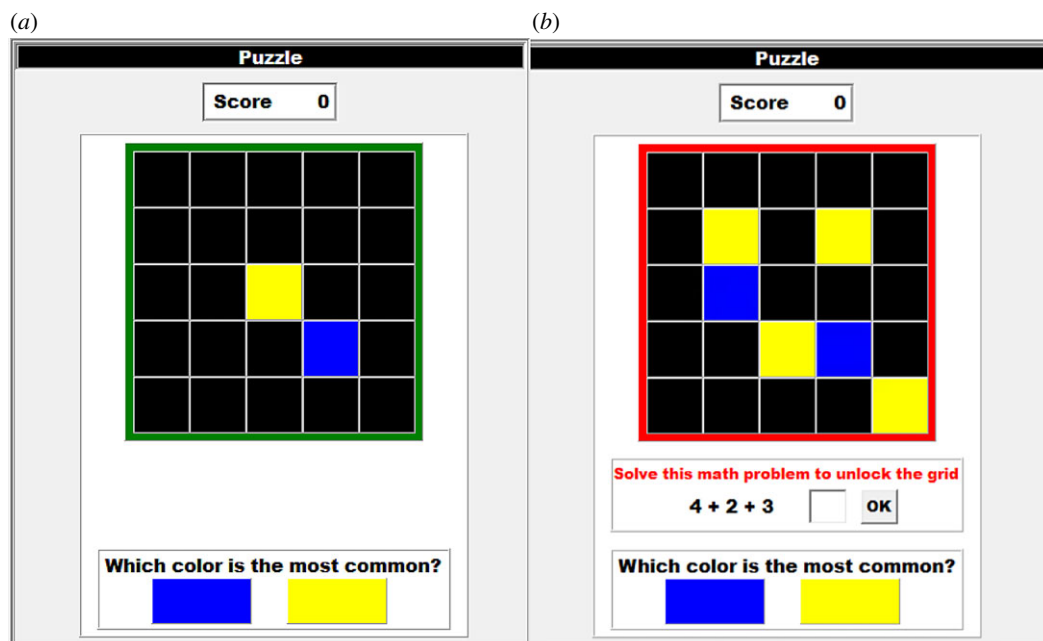 (a)
Puzzle
Score 0
Which color is the most common?
(b)
Puzzle
Score 0
Solve this math problem to unlock the grid
4 + 2 + 3 OK
Which color is the most common?